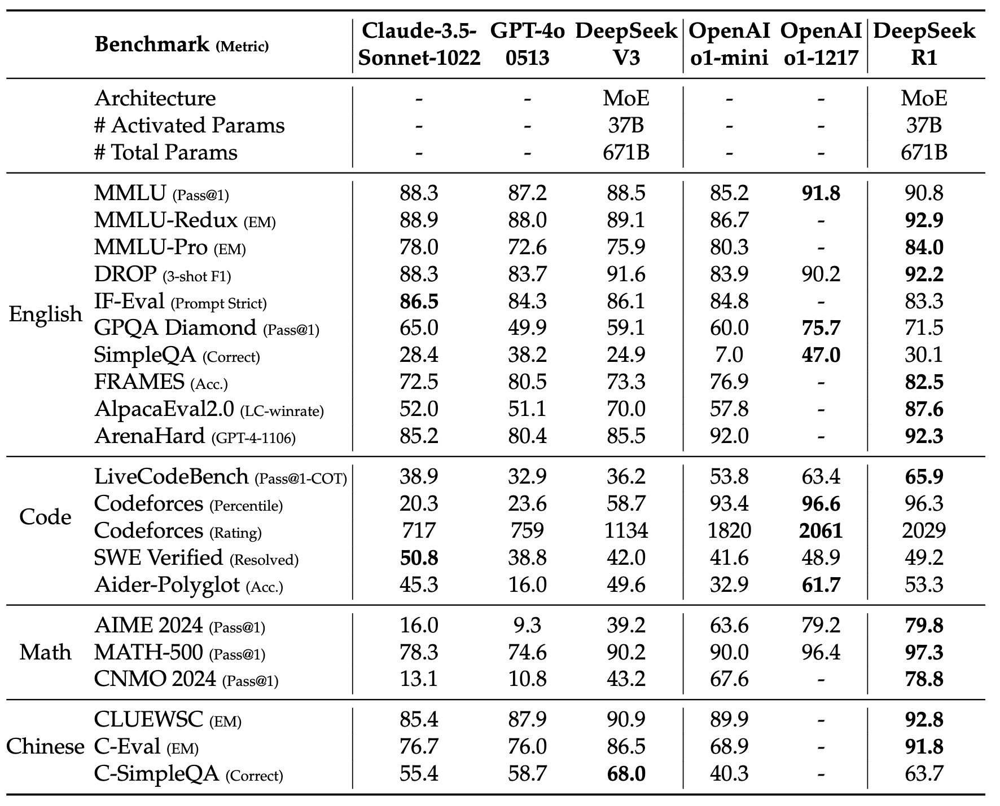 Benchmark (Metric) Claude-3.5-Sonnet-1022 GPT-4o 0513 DeepSeek V3 OpenAI o1-mini OpenAI o1-1217 DeepSeek R1
Architecture - - MoE - - MoE
# Activated Params - - 37B - - 37B
# Total Params - - 671B - - 671B
English
MMLU (Pass@1) 88.3 87.2 88.5 85.2 91.8 90.8
MMLU-Redux (EM) 88.9 88.0 89.1 86.7 - 92.9
MMLU-Pro (EM) 78.0 72.6 75.9 80.3 - 84.0
DROP (3-shot F1) 88.3 83.7 91.6 83.9 90.2 92.2
IF-Eval (Prompt Strict) 86.5 84.3 86.1 84.8 - 83.3
GPQA Diamond (Pass@1) 65.0 49.9 59.1 60.0 75.7 71.5
SimpleQA (Correct) 28.4 38.2 24.9 7.0 47.0 30.1
FRAMES (Acc.) 72.5 80.5 73.3 76.9 - 82.5
AlpacaEval2.0 (LC-winrate) 52.0 51.1 70.0 57.8 - 87.6
ArenaHard (GPT-4-1106) 85.2 80.4 85.5 92.0 - 92.3
Code
LiveCodeBench (Pass@1-COT) 38.9 32.9 36.2 53.8 63.4 65.9
Codeforces (Percentile) 20.3 23.6 58.7 93.4 96.6 96.3
Codeforces (Rating) 717 759 1134 1820 2061 2029
SWE Verified (Resolved) 50.8 38.8 42.0 41.6 48.9 49.2
Aider-Polyglot (Acc.) 45.3 16.0 49.6 32.9 61.7 53.3
Math
AIME 2024 (Pass@1) 16.0 9.3 39.2 63.6 79.2 79.8
MATH-500 (Pass@1) 78.3 74.6 90.2 90.0 96.4 97.3
CNMO 2024 (Pass@1) 13.1 10.8 43.2 67.6 - 78.8
Chinese
CLUEWSC (EM) 85.4 87.9 90.9 89.9 - 92.8
C-Eval (EM) 76.7 76.0 86.5 68.9 - 91.8
C-SimpleQA (Correct) 55.4 58.7 68.0 40.3 - 63.7